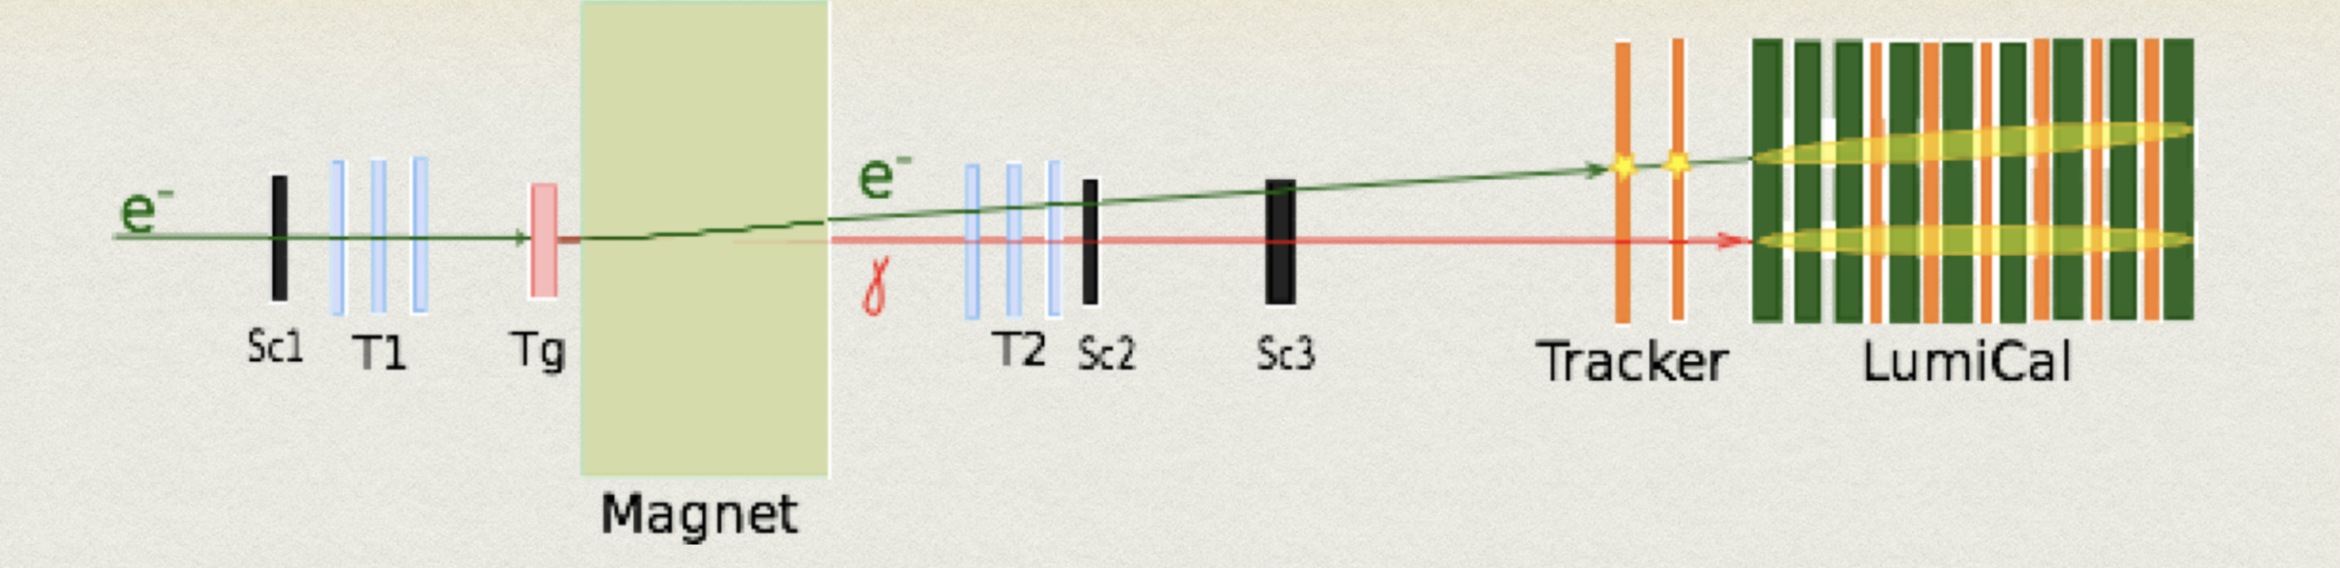 e⁻
e⁻
γ
Sc1
T1
Tg
T2
Sc2
Sc3
Tracker
LumiCal
Magnet